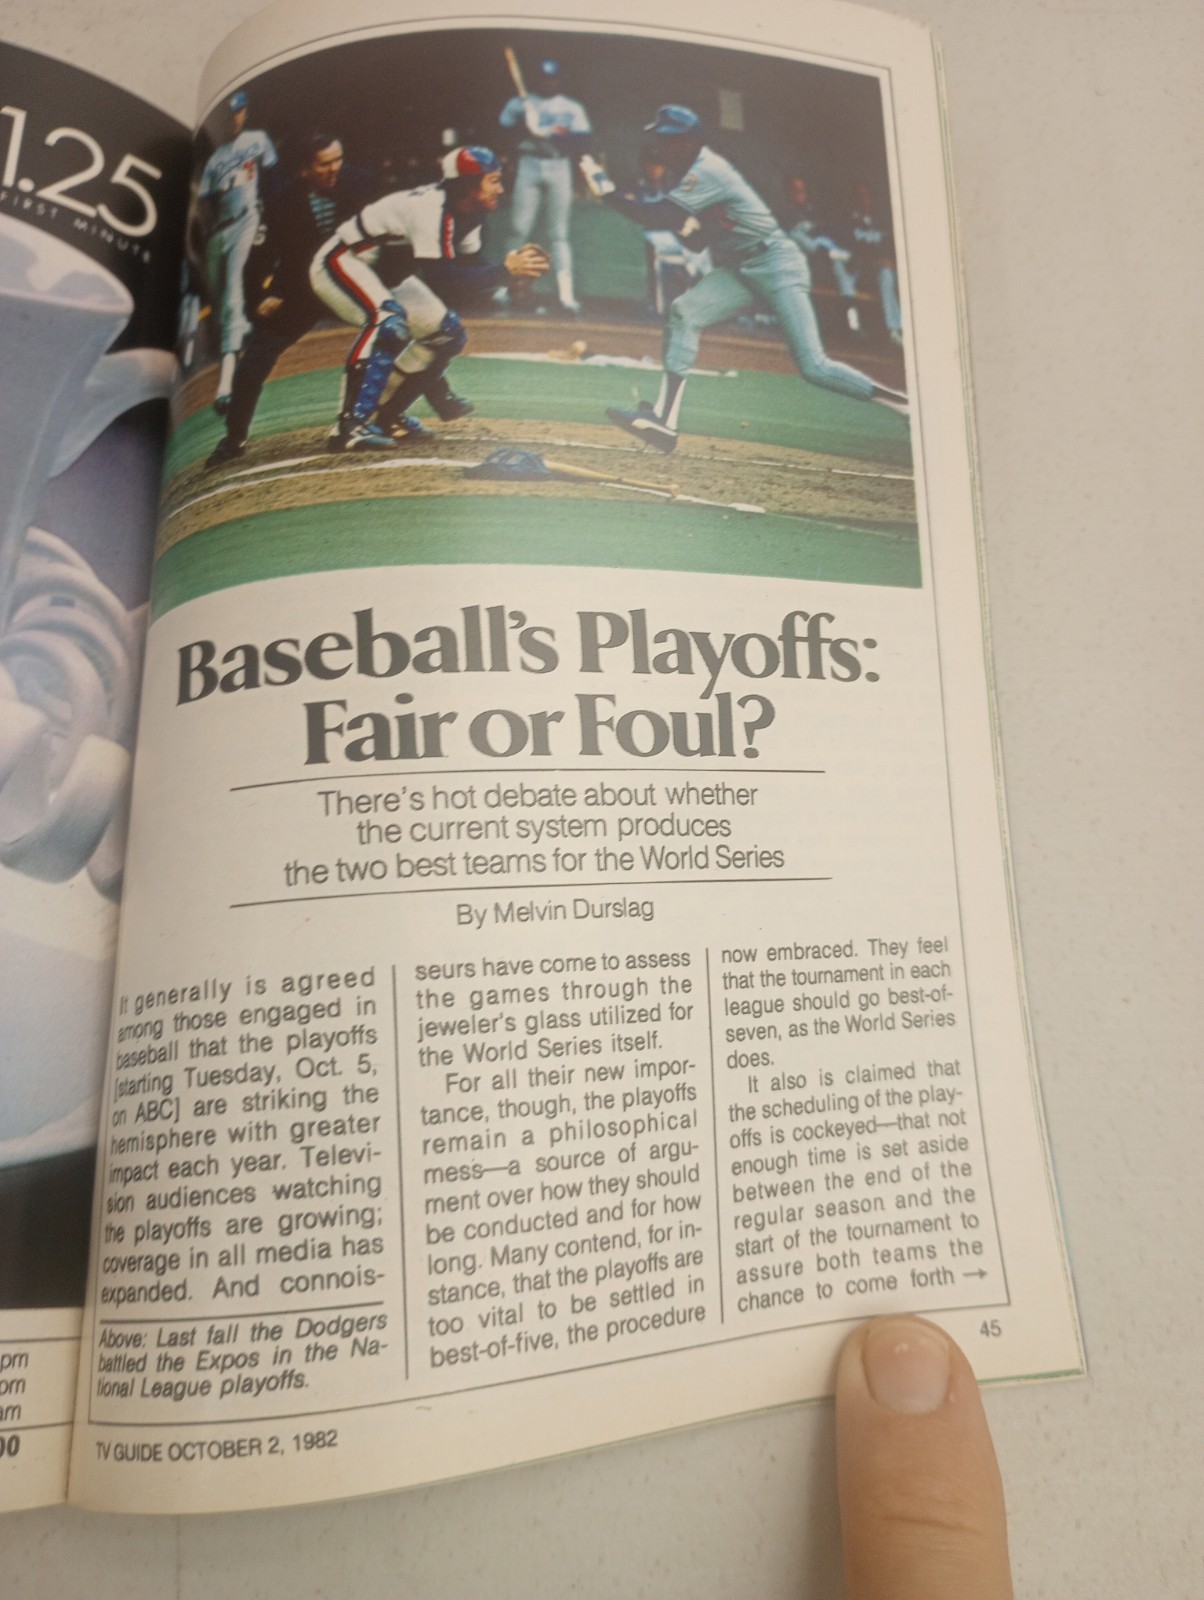 1.25
FIRST MINUTE
Dodgers
Baseball's Playoffs:
Fair or Foul?
There's hot debate about whether
the current system produces
the two best teams for the World Series
By Melvin Durslag
It generally is agreed
among those engaged in
baseball that the playoffs
[starting Tuesday, Oct. 5,
on ABC] are striking the
hemisphere with greater
impact each year. Televi-
sion audiences watching
the playoffs are growing;
coverage in all media has
expanded. And connois-
Above: Last fall the Dodgers
battled the Expos in the Na-
tional League playoffs.
seurs have come to assess
the games through the
jeweler's glass utilized for
the World Series itself.
For all their new impor-
tance, though, the playoffs
remain a philosophical
mess—a source of argu-
ment over how they should
be conducted and for how
long. Many contend, for in-
stance, that the playoffs are
too vital to be settled in
best-of-five, the procedure
now embraced. They feel
that the tournament in each
league should go best-of-
seven, as the World Series
does.
It also is claimed that
the scheduling of the play-
offs is cockeyed—that not
enough time is set aside
between the end of the
regular season and the
start of the tournament to
assure both teams the
chance to come forth →
45
TV GUIDE OCTOBER 2, 1982
pm
pm
am
00